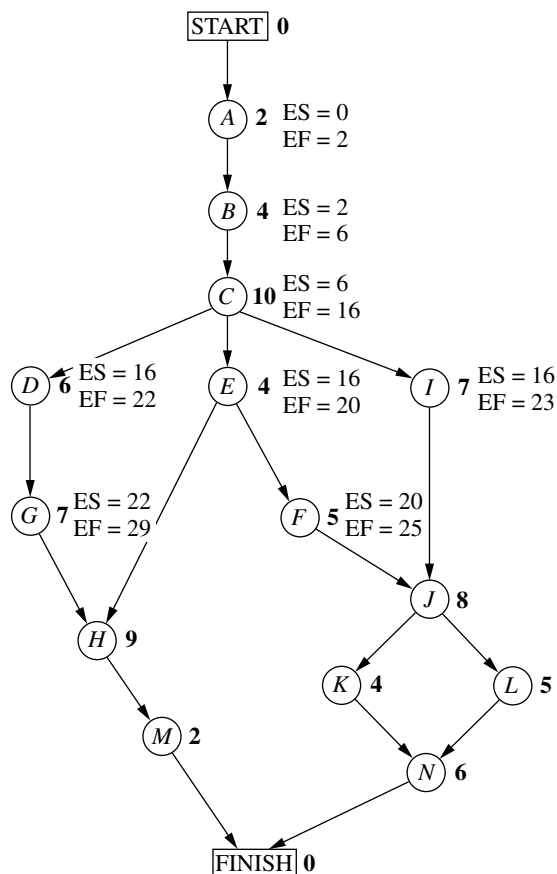 START 0
A 2 ES = 0
EF = 2
B 4 ES = 2
EF = 6
C 10 ES = 6
EF = 16
D 6 ES = 16
EF = 22
E 4 ES = 16
EF = 20
I 7 ES = 16
EF = 23
G 7 ES = 22
EF = 29
F 5 ES = 20
EF = 25
J 8
H 9
K 4
L 5
M 2
N 6
FINISH 0